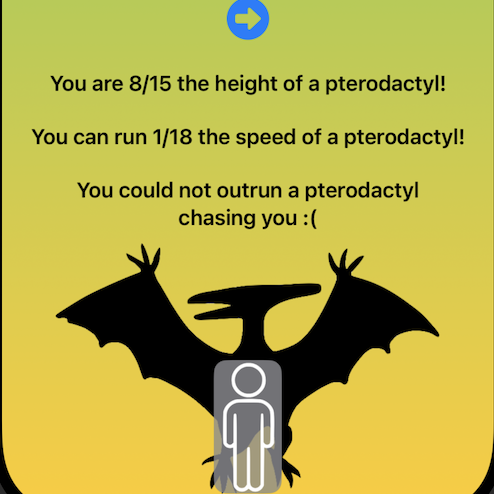 You are 8/15 the height of a pterodactyl!
You can run 1/18 the speed of a pterodactyl!
You could not outrun a pterodactyl
chasing you :(